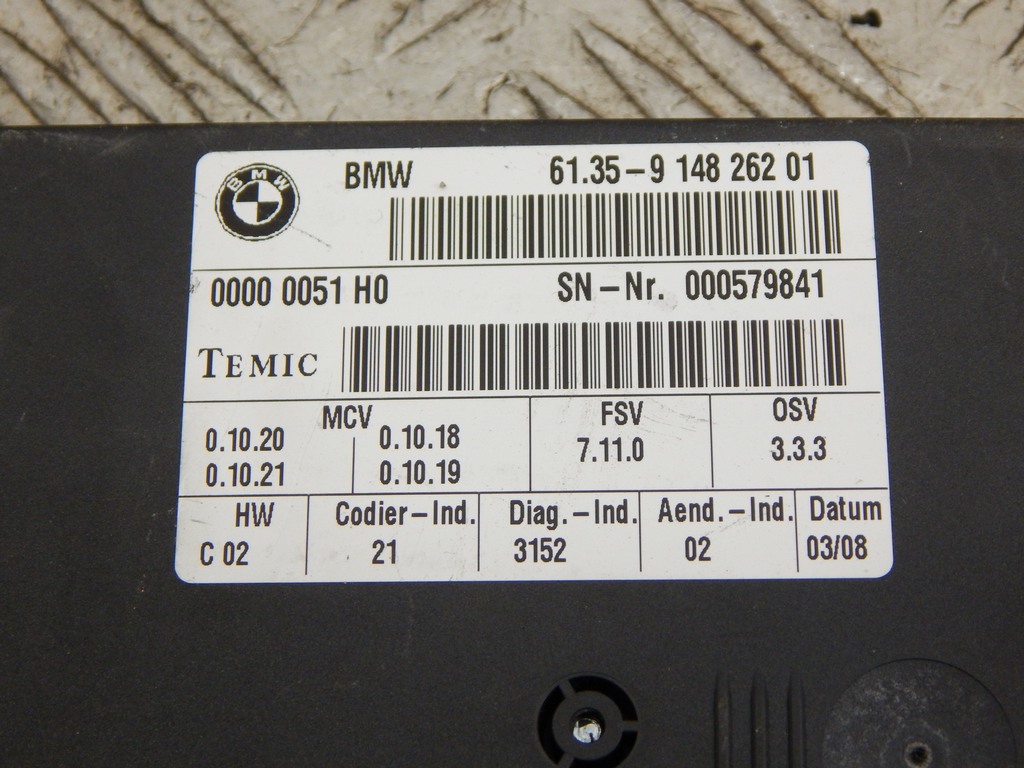 BMW
BMW 61.35-9 148 262 01
0000 0051 H0 SN-Nr. 000579841
TEMIC
MCV FSV OSV
0.10.20 0.10.18 7.11.0 3.3.3
0.10.21 0.10.19
HW Codier-Ind. Diag.-Ind. Aend.-Ind. Datum
C 02 21 3152 02 03/08